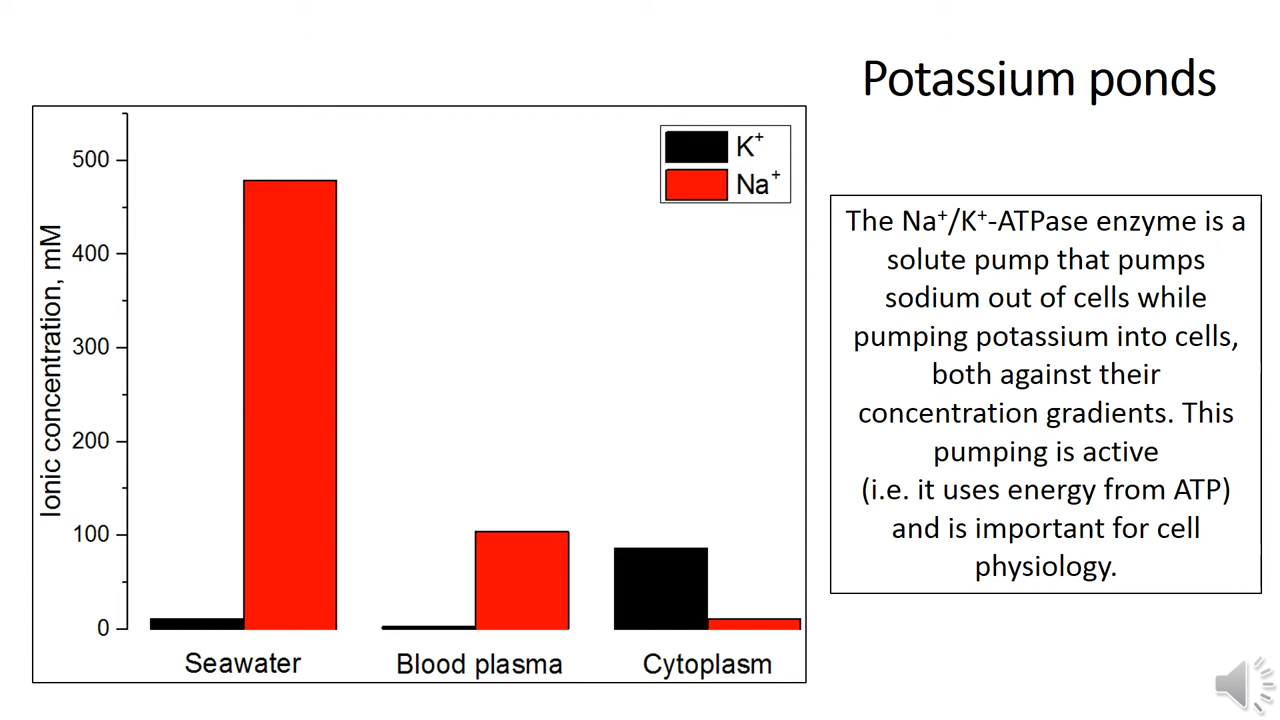 Potassium ponds
K⁺
Na⁺
Ionic concentration, mM
500
400
300
200
100
0
Seawater
Blood plasma
Cytoplasm
The Na⁺/K⁺-ATPase enzyme is a
solute pump that pumps
sodium out of cells while
pumping potassium into cells,
both against their
concentration gradients. This
pumping is active
(i.e. it uses energy from ATP)
and is important for cell
physiology.